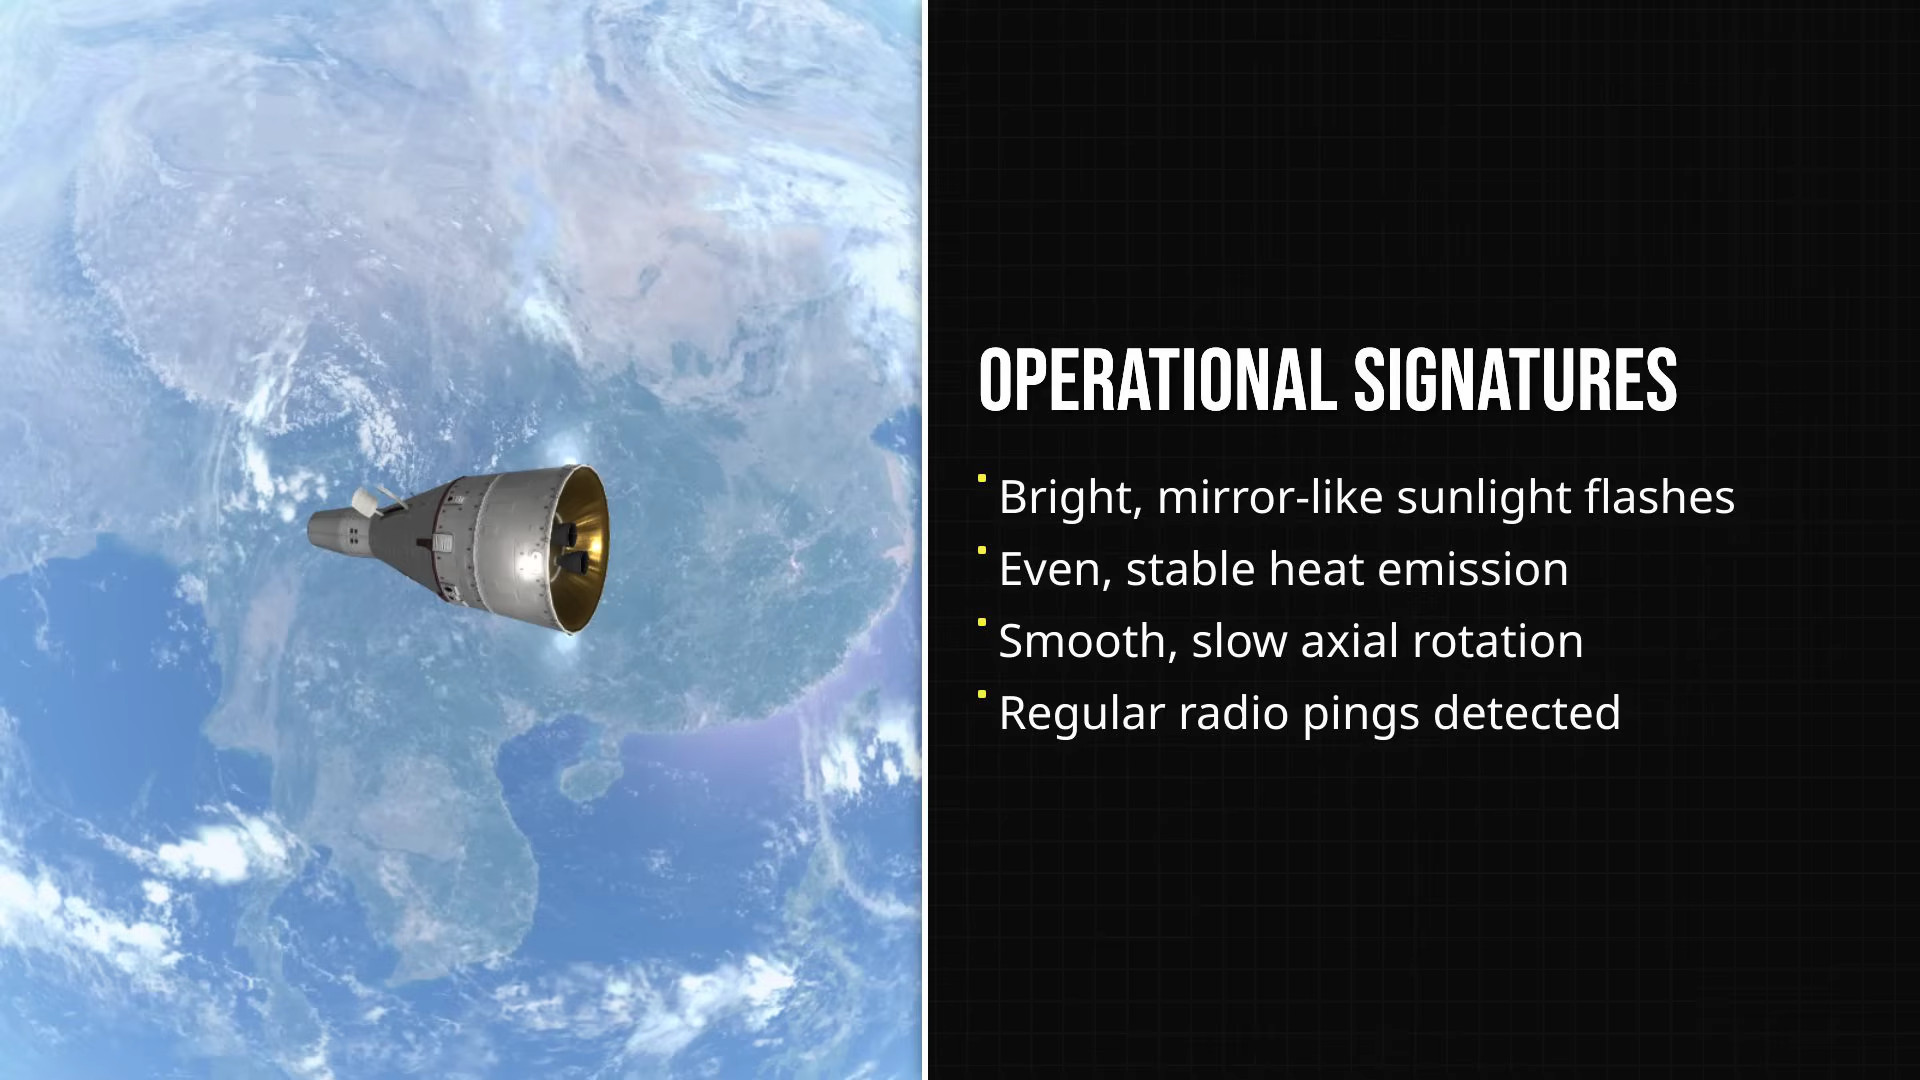 OPERATIONAL SIGNATURES
Bright, mirror-like sunlight flashes
Even, stable heat emission
Smooth, slow axial rotation
Regular radio pings detected